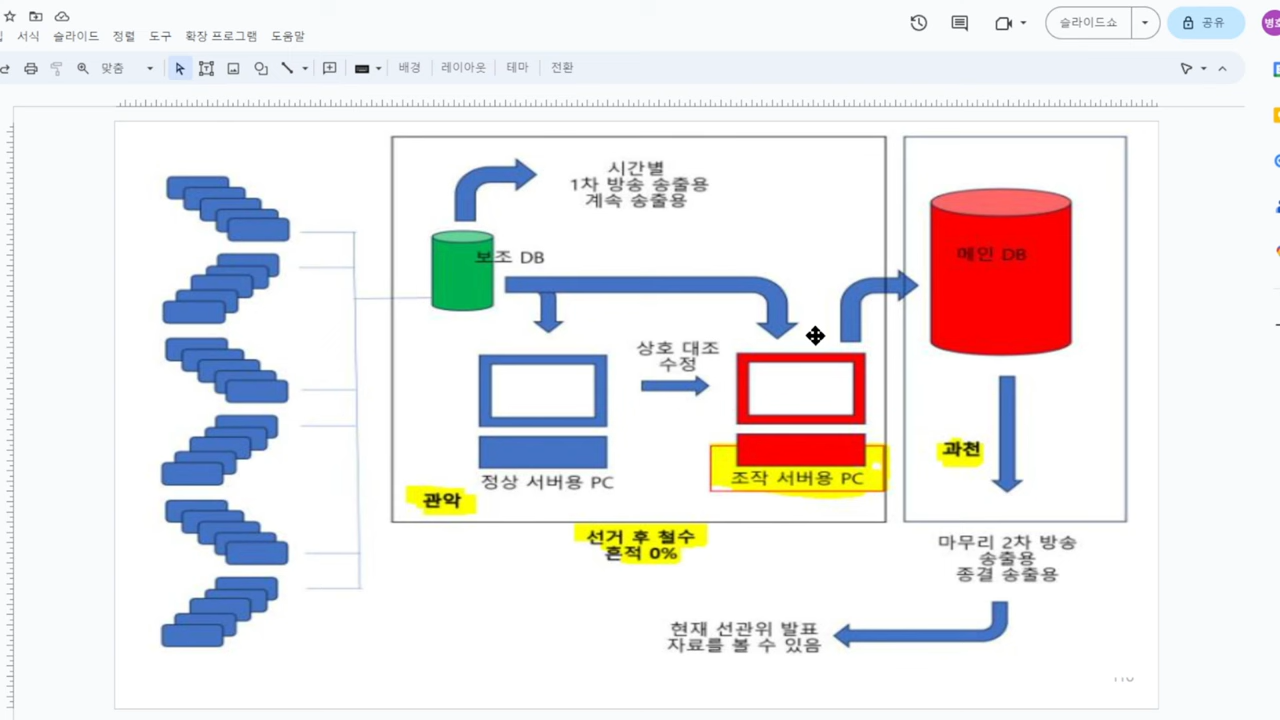 서식 슬라이드 정렬 도구 확장 프로그램 도움말
슬라이드쇼
공유
맞춤
배경 레이아웃 테마 전환
시간별
1차 방송 송출용
계속 송출용
보조 DB
메인 DB
상호 대조
수정
정상 서버용 PC
조작 서버용 PC
관악
과천
선거 후 철수
흔적 0%
마무리 2차 방송
송출용
종결 송출용
현재 선관위 발표
자료를 볼 수 있음